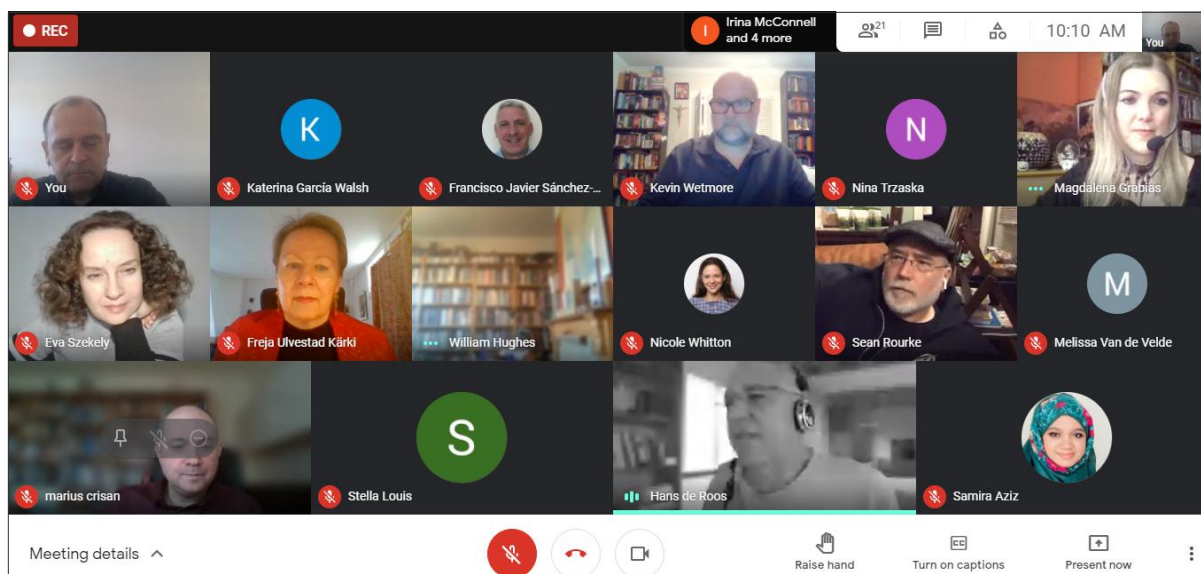 REC
I
Irina McConnell
and 4 more
21
10:10 AM
You
You
K
Katerina García Walsh
Francisco Javier Sánchez-...
Kevin Wetmore
N
Nina Trzaska
Magdalena Grabias
Eva Szekely
Freja Ulvestad Kärki
William Hughes
Nicole Whitton
Sean Rourke
M
Melissa Van de Velde
marius crisan
S
Stella Louis
Hans de Roos
Samira Aziz
Meeting details
Raise hand
CC
Turn on captions
Present now